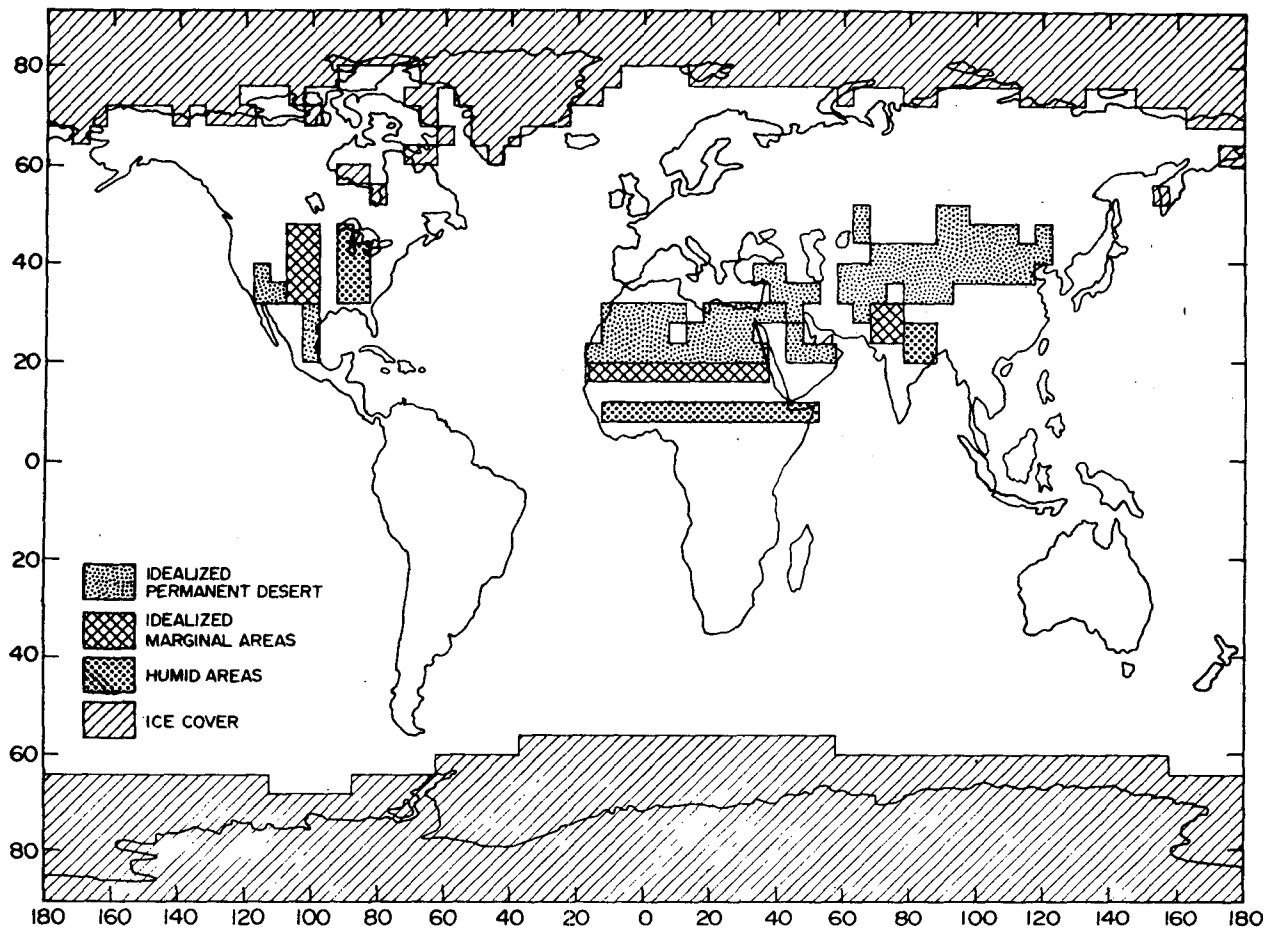 80
60
40
20
0
20
40
60
80
IDEALIZED
PERMANENT DESERT
IDEALIZED
MARGINAL AREAS
HUMID AREAS
ICE COVER
180 160 140 120 100 80 60 40 20 0 20 40 60 80 100 120 140 160 180